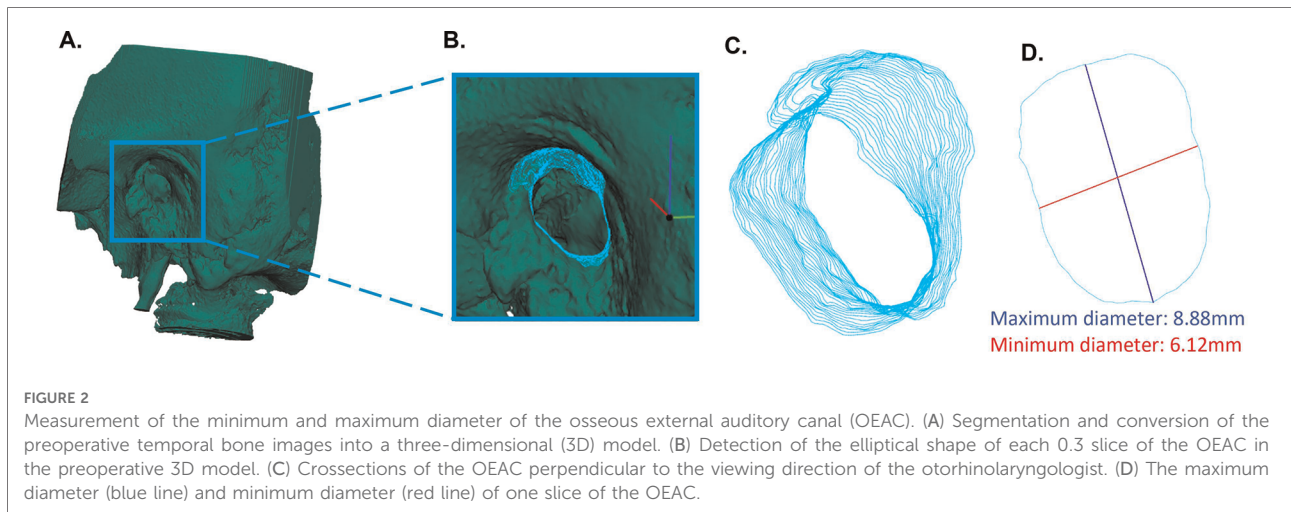 A.
B.
C.
D.
Maximum diameter: 8.88mm
Minimum diameter: 6.12mm
FIGURE 2
Measurement of the minimum and maximum diameter of the osseous external auditory canal (OEAC). (A) Segmentation and conversion of the
preoperative temporal bone images into a three-dimensional (3D) model. (B) Detection of the elliptical shape of each 0.3 slice of the OEAC in
the preoperative 3D model. (C) Crossections of the OEAC perpendicular to the viewing direction of the otorhinolaryngologist. (D) The maximum
diameter (blue line) and minimum diameter (red line) of one slice of the OEAC.